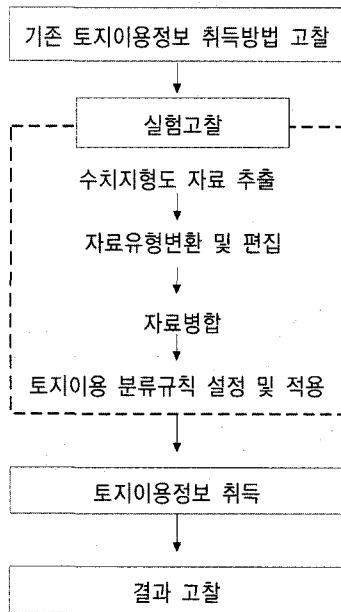 기존 토지이용정보 취득방법 고찰
실험고찰
수치지형도 자료 추출
자료유형변환 및 편집
자료병합
토지이용 분류규칙 설정 및 적용
토지이용정보 취득
결과 고찰